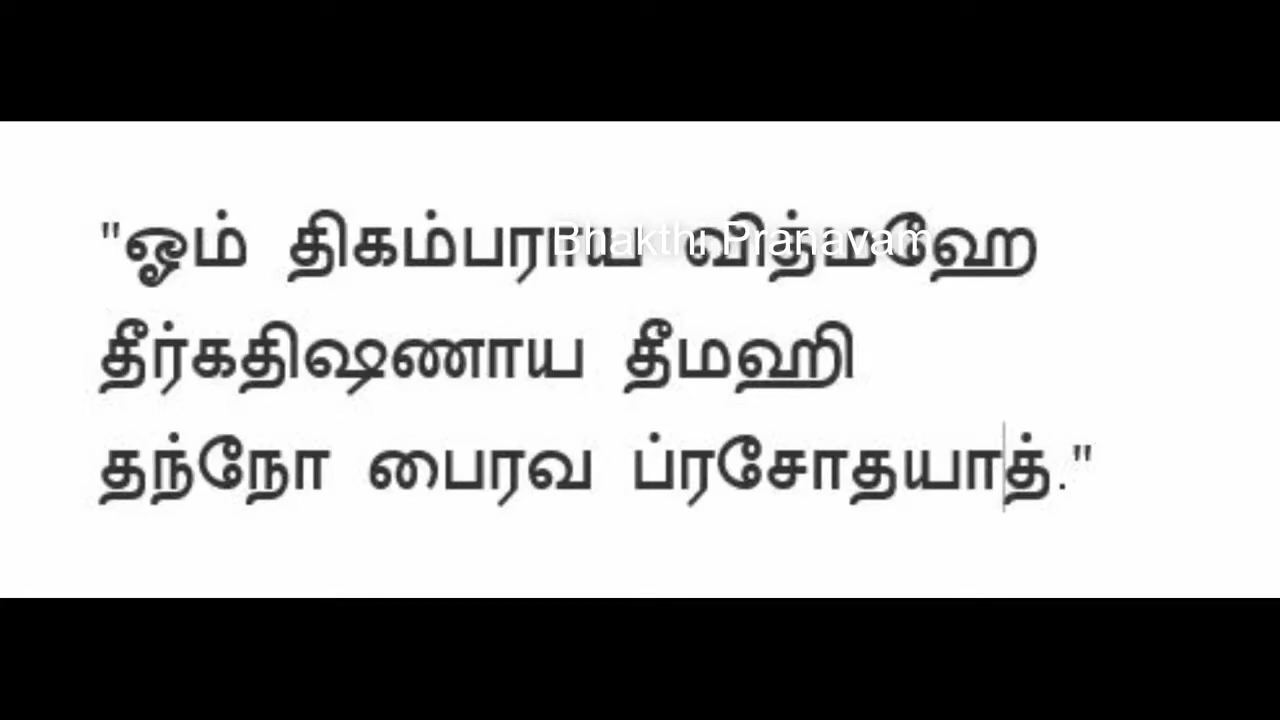 "ஓம் திகம்பராய வித்மஹே
Bhakthi Pranavam
தீர்கதிஷணாய தீமஹி
தந்நோ பைரவ ப்ரசோதயாத்."